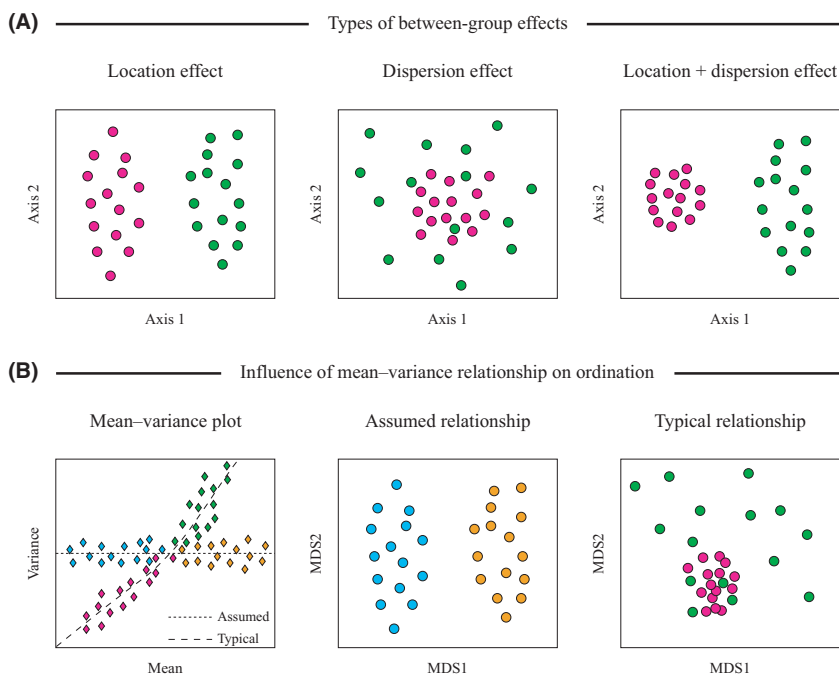 (A) Types of between-group effects
Location effect
Dispersion effect
Location + dispersion effect
Axis 2
Axis 2
Axis 2
Axis 1
Axis 1
Axis 1
(B) Influence of mean–variance relationship on ordination
Mean–variance plot
Assumed relationship
Typical relationship
Variance
Assumed
Typical
MDS2
MDS2
Mean
MDS1
MDS1